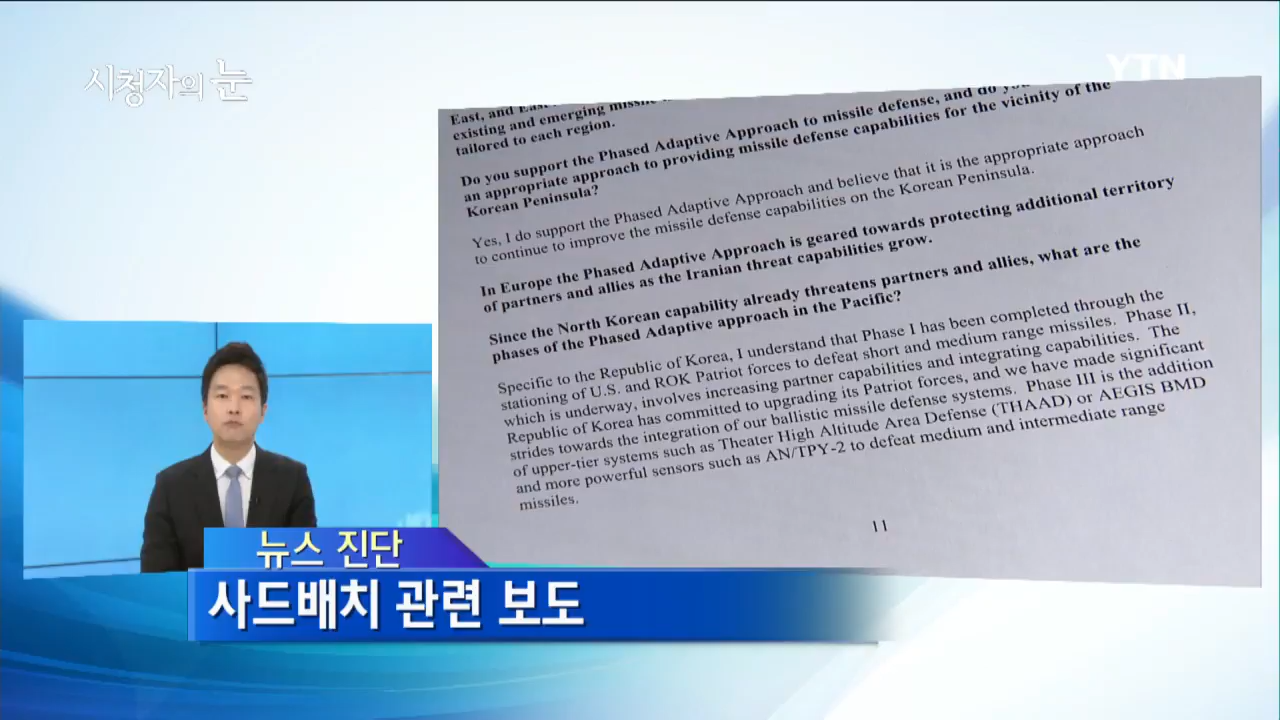 시청자의 눈
YTN
East, and East
existing and emerging missile
tailored to each region.
Do you support the Phased Adaptive Approach to missile defense, and do you
an appropriate approach to providing missile defense capabilities for the vicinity of the
Korean Peninsula?
Yes, I do support the Phased Adaptive Approach and believe that it is the appropriate approach
to continue to improve the missile defense capabilities on the Korean Peninsula.
In Europe the Phased Adaptive Approach is geared towards protecting additional territory
of partners and allies as the Iranian threat capabilities grow.
Since the North Korean capability already threatens partners and allies, what are the
phases of the Phased Adaptive approach in the Pacific?
Specific to the Republic of Korea, I understand that Phase I has been completed through the
stationing of U.S. and ROK Patriot forces to defeat short and medium range missiles. Phase II,
which is underway, involves increasing partner capabilities and integrating capabilities. The
Republic of Korea has committed to upgrading its Patriot forces, and we have made significant
strides towards the integration of our ballistic missile defense systems. Phase III is the addition
of upper-tier systems such as Theater High Altitude Area Defense (THAAD) or AEGIS BMD
and more powerful sensors such as AN/TPY-2 to defeat medium and intermediate range
missiles.
11
뉴스 진단
사드배치 관련 보도